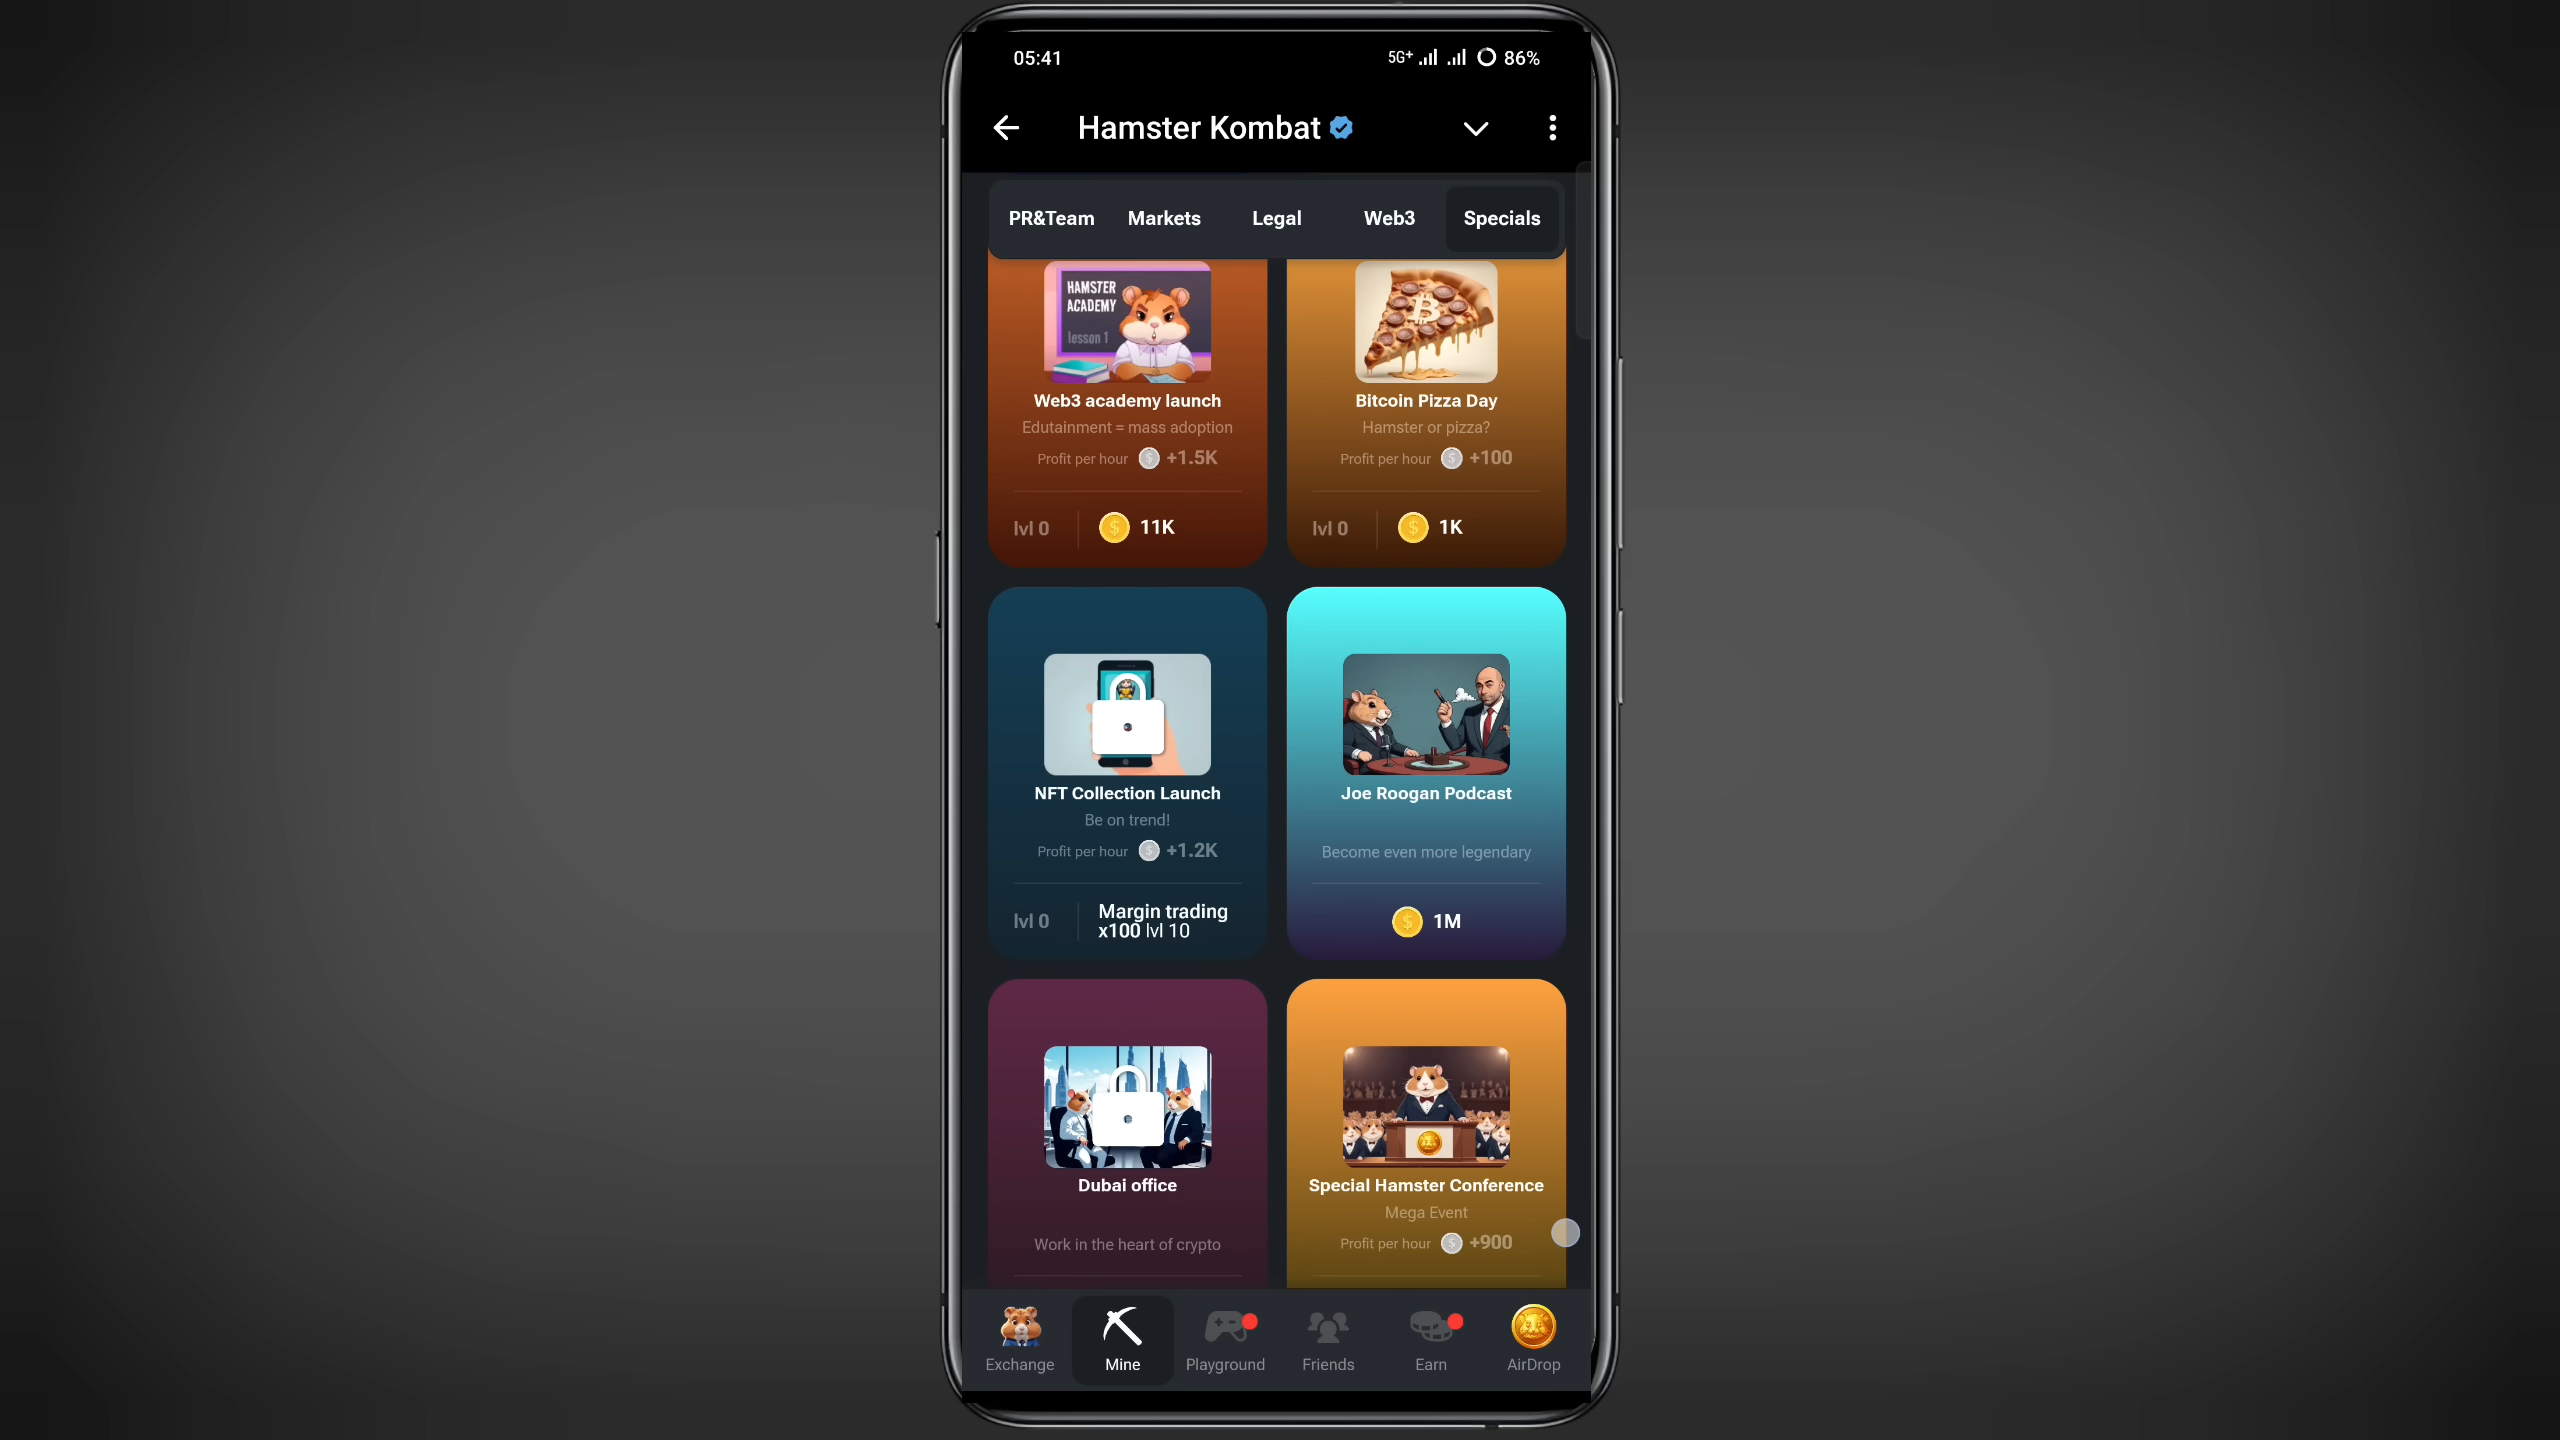 05:41
5G+ 86%
Hamster Kombat
PR&Team Markets Legal Web3 Specials
HAMSTER
ACADEMY
lesson 1
Web3 academy launch
Edutainment = mass adoption
Profit per hour +1.5K
lvl 0 11K
Bitcoin Pizza Day
Hamster or pizza?
Profit per hour +100
lvl 0 1K
NFT Collection Launch
Be on trend!
Profit per hour +1.2K
lvl 0
Margin trading
x100 lvl 10
Joe Roogan Podcast
Become even more legendary
1M
Dubai office
Work in the heart of crypto
Special Hamster Conference
Mega Event
Profit per hour +900
Exchange Mine Playground Friends Earn AirDrop